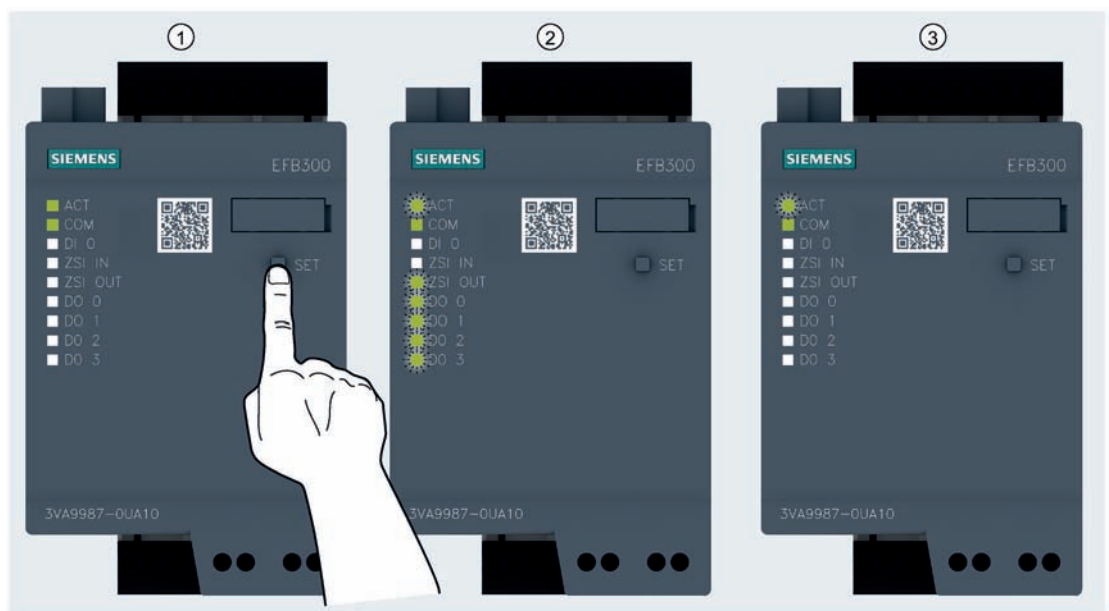 1
2
3
SIEMENS
EFB300
ACT
COM
DI 0
ZSI IN
ZSI OUT
DO 0
DO 1
DO 2
DO 3
SET
3VA9987-0UA10
SIEMENS
EFB300
ACT
COM
DI 0
ZSI IN
ZSI OUT
DO 0
DO 1
DO 2
DO 3
SET
3VA9987-0UA10
SIEMENS
EFB300
ACT
COM
DI 0
ZSI IN
ZSI OUT
DO 0
DO 1
DO 2
DO 3
SET
3VA9987-0UA10